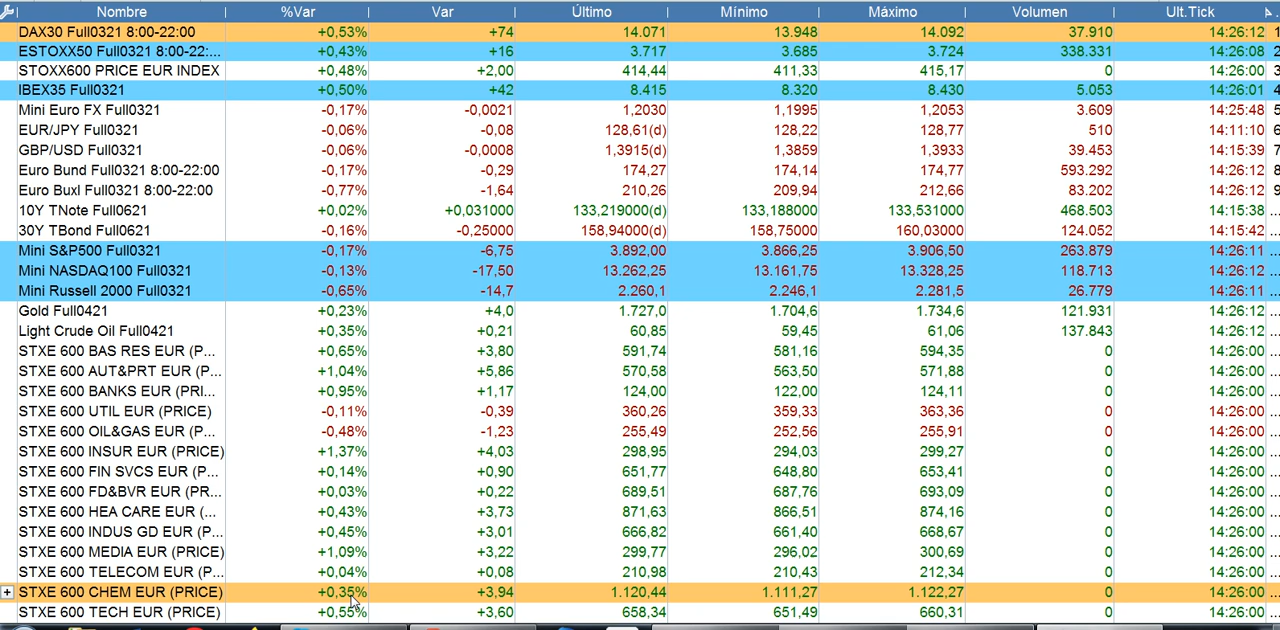 Nombre %Var Var Último Mínimo Máximo Volumen Ult.Tick
DAX30 Full0321 8:00-22:00 +0,53% +74 14.071 13.948 14.092 37.910 14:26:12 1
ESTOXX50 Full0321 8:00-22:... +0,43% +16 3.717 3.685 3.724 338.331 14:26:08 2
STOXX600 PRICE EUR INDEX +0,48% +2,00 414,44 411,33 415,17 0 14:26:00 3
IBEX35 Full0321 +0,50% +42 8.415 8.320 8.430 5.053 14:26:01 4
Mini Euro FX Full0321 -0,17% -0,0021 1,2030 1,1995 1,2053 3.609 14:25:48 5
EUR/JPY Full0321 -0,06% -0,08 128,61(d) 128,22 128,77 510 14:11:10 6
GBP/USD Full0321 -0,06% -0,0008 1,3915(d) 1,3859 1,3933 39.453 14:15:39 7
Euro Bund Full0321 8:00-22:00 -0,17% -0,29 174,27 174,14 174,77 593.292 14:26:12 8
Euro Buxl Full0321 8:00-22:00 -0,77% -1,64 210,26 209,94 212,66 83.202 14:26:12 9
10Y TNote Full0621 +0,02% +0,031000 133,219000(d) 133,188000 133,531000 468.503 14:15:38 ...
30Y TBond Full0621 -0,16% -0,25000 158,94000(d) 158,75000 160,03000 124.052 14:15:42 ...
Mini S&P500 Full0321 -0,17% -6,75 3.892,00 3.866,25 3.906,50 263.879 14:26:11 ...
Mini NASDAQ100 Full0321 -0,13% -17,50 13.262,25 13.161,75 13.328,25 118.713 14:26:12 ...
Mini Russell 2000 Full0321 -0,65% -14,7 2.260,1 2.246,1 2.281,5 26.779 14:26:11 ...
Gold Full0421 +0,23% +4,0 1.727,0 1.704,6 1.734,6 121.931 14:26:12 ...
Light Crude Oil Full0421 +0,35% +0,21 60,85 59,45 61,06 137.843 14:26:12 ...
STXE 600 BAS RES EUR (P... +0,65% +3,80 591,74 581,16 594,35 0 14:26:00 ...
STXE 600 AUT&PRT EUR (P... +1,04% +5,86 570,58 563,50 571,88 0 14:26:00 ...
STXE 600 BANKS EUR (PRI... +0,95% +1,17 124,00 122,00 124,11 0 14:26:00 ...
STXE 600 UTIL EUR (PRICE) -0,11% -0,39 360,26 359,33 363,36 0 14:26:00 ...
STXE 600 OIL&GAS EUR (P... -0,48% -1,23 255,49 252,56 255,91 0 14:26:00 ...
STXE 600 INSUR EUR (PRICE) +1,37% +4,03 298,95 294,03 299,27 0 14:26:00 ...
STXE 600 FIN SVCS EUR (P... +0,14% +0,90 651,77 648,80 653,41 0 14:26:00 ...
STXE 600 FD&BVR EUR (PR... +0,03% +0,22 689,51 687,76 693,09 0 14:26:00 ...
STXE 600 HEA CARE EUR (... +0,43% +3,73 871,63 866,51 874,16 0 14:26:00 ...
STXE 600 INDUS GD EUR (P... +0,45% +3,01 666,82 661,40 668,67 0 14:26:00 ...
STXE 600 MEDIA EUR (PRICE) +1,09% +3,22 299,77 296,02 300,69 0 14:26:00 ...
STXE 600 TELECOM EUR (P... +0,04% +0,08 210,98 210,43 212,34 0 14:26:00 ...
STXE 600 CHEM EUR (PRICE) +0,35% +3,94 1.120,44 1.111,27 1.122,27 0 14:26:00 ...
STXE 600 TECH EUR (PRICE) +0,55% +3,60 658,34 651,49 660,31 0 14:26:00 ...